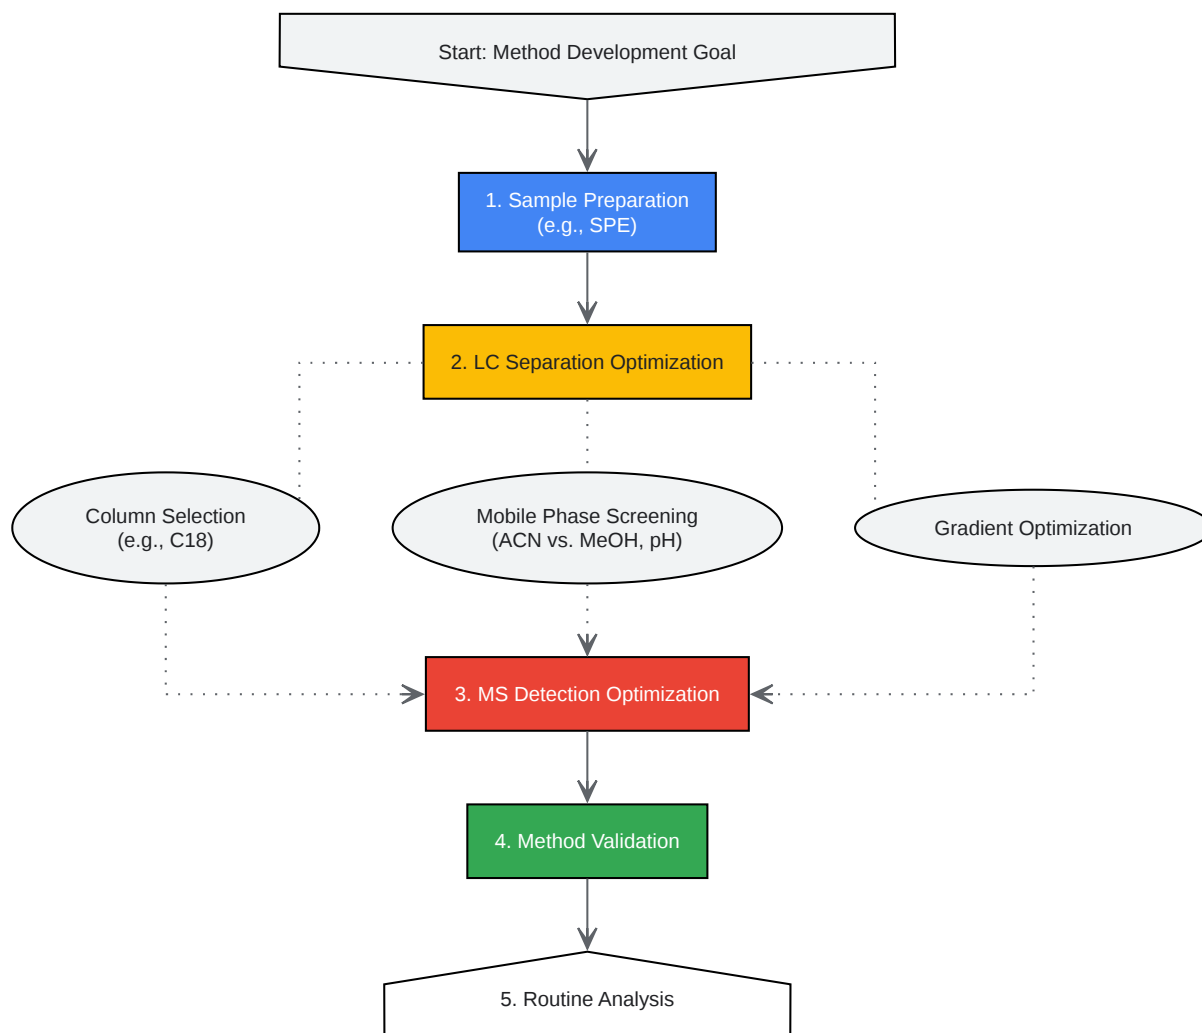 Start: Method Development Goal
1. Sample Preparation
(e.g., SPE)
2. LC Separation Optimization
Column Selection
(e.g., C18)
Mobile Phase Screening
(ACN vs. MeOH, pH)
Gradient Optimization
3. MS Detection Optimization
4. Method Validation
5. Routine Analysis